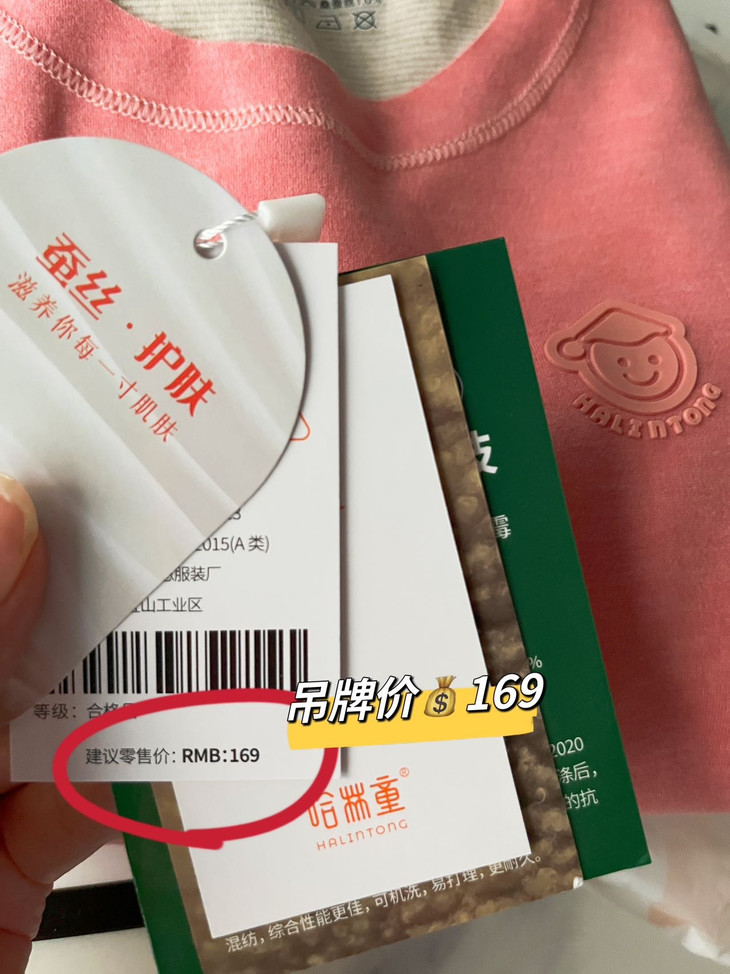 蚕丝·护肤
滋养你每一寸肌肤
2015(A 类)
服装厂
山工业区
等级：合格
建议零售价：RMB:169
吊牌价💰169
哈林童®
HALINTONG
混纺，综合性能更佳，可机洗，易打理，更耐久。
技
霉
%
2020
涤后，
的抗
HALINTONG